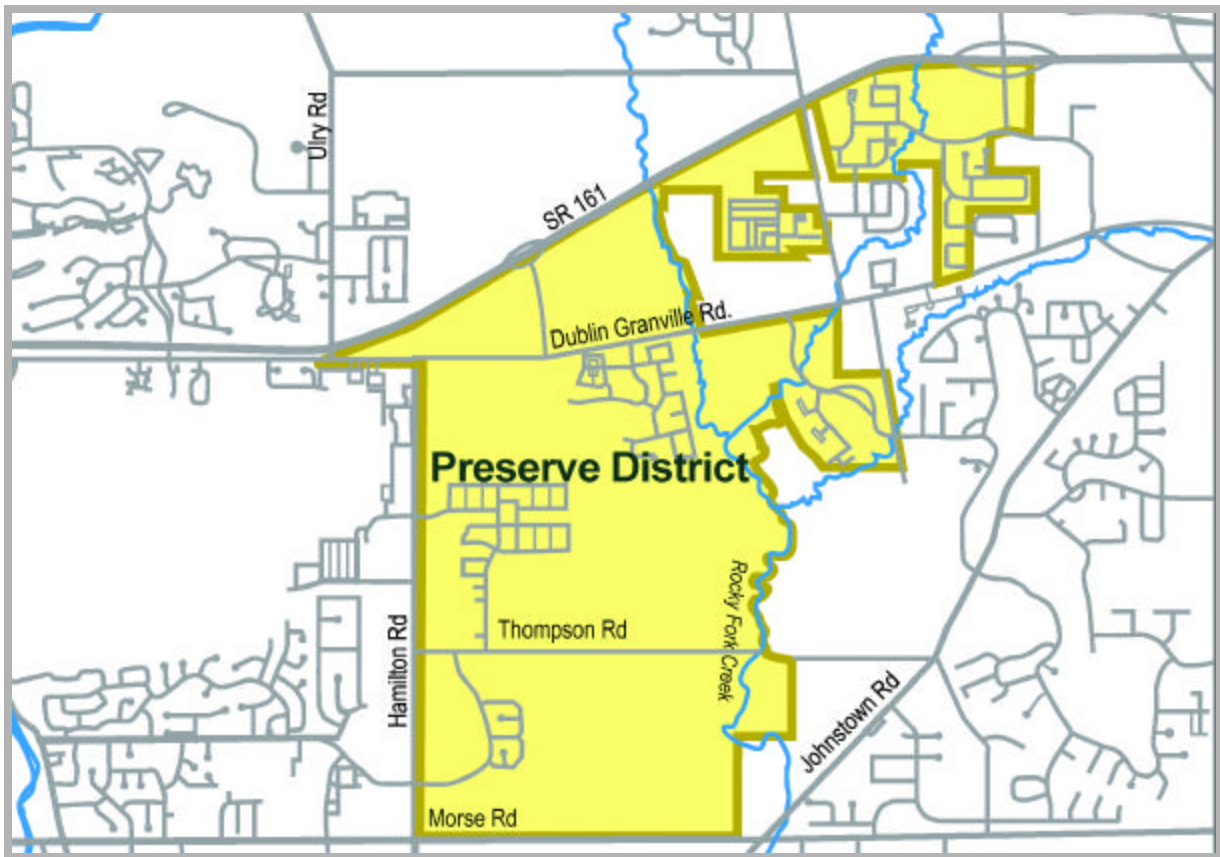 Ulry Rd
SR 161
Dublin Granville Rd.
Preserve District
Rocky Fork Creek
Thompson Rd
Hamilton Rd
Johnstown Rd
Morse Rd